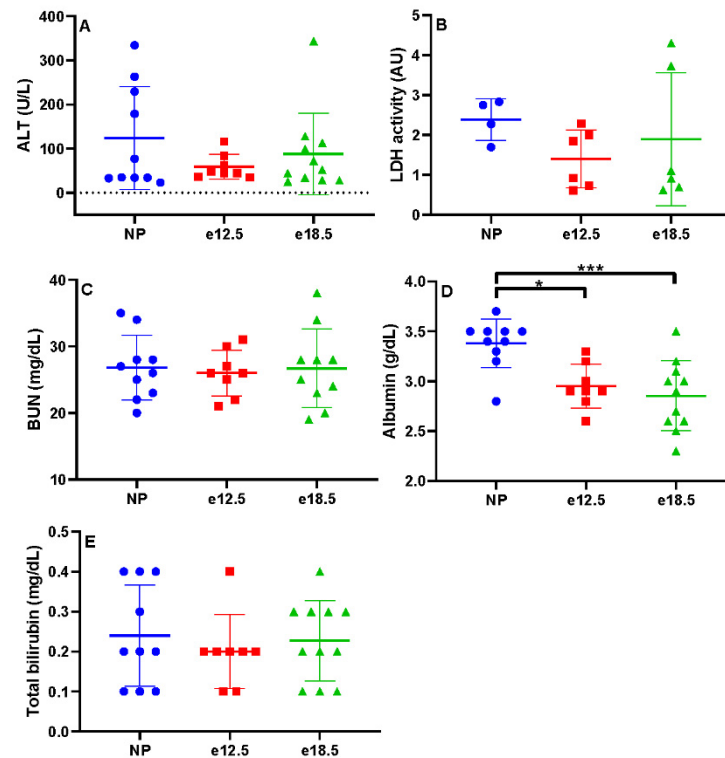 A
ALT (U/L)
400
300
200
100
0
NP
e12.5
e18.5
B
LDH activity (AU)
5
4
3
2
1
0
NP
e12.5
e18.5
C
BUN (mg/dL)
40
30
20
10
NP
e12.5
e18.5
D
Albumin (g/dL)
***
*
4.0
3.5
3.0
2.5
2.0
NP
e12.5
e18.5
E
Total bilirubin (mg/dL)
0.5
0.4
0.3
0.2
0.1
0.0
NP
e12.5
e18.5